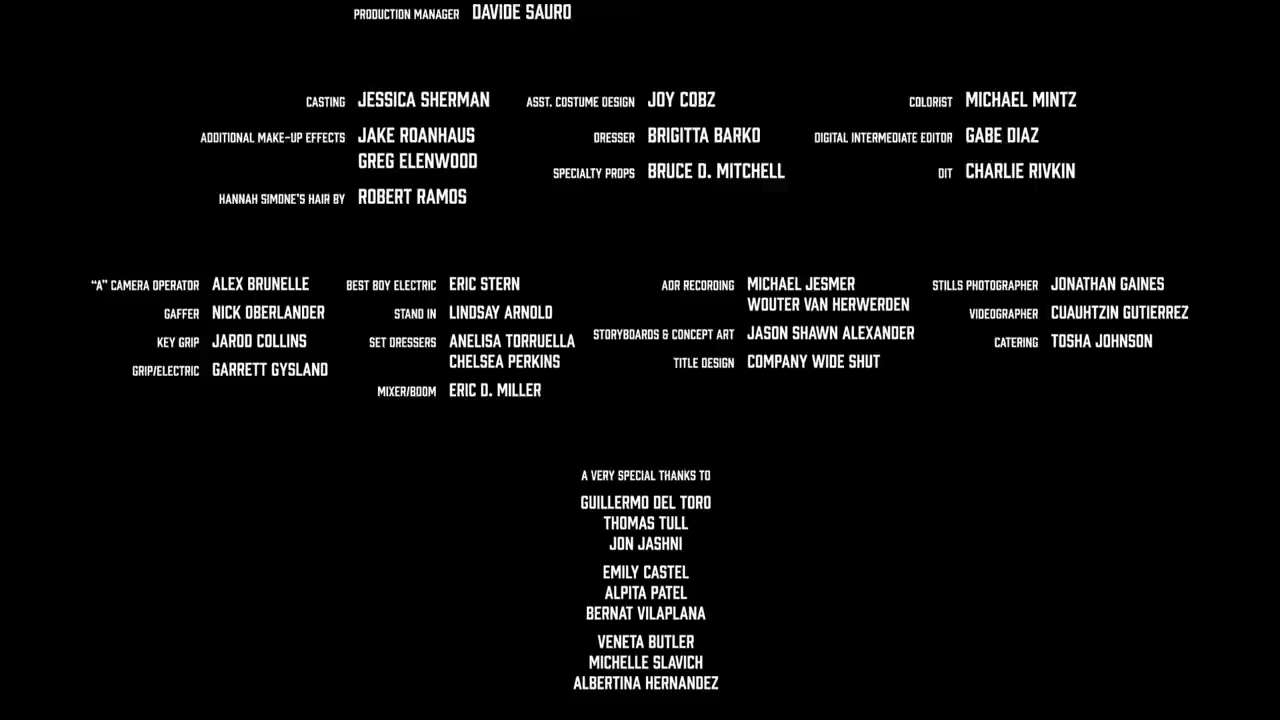 PRODUCTION MANAGER DAVIDE SAURO
CASTING JESSICA SHERMAN
ADDITIONAL MAKE-UP EFFECTS JAKE ROANHAUS
GREG ELENWOOD
HANNAH SIMONE'S HAIR BY ROBERT RAMOS
ASST. COSTUME DESIGN JOY COBZ
DRESSER BRIGITTA BARKO
SPECIALTY PROPS BRUCE D. MITCHELL
COLORIST MICHAEL MINTZ
DIGITAL INTERMEDIATE EDITOR GABE DIAZ
DIT CHARLIE RIVKIN
“A” CAMERA OPERATOR ALEX BRUNELLE
GAFFER NICK OBERLANDER
KEY GRIP JAROD COLLINS
GRIP/ELECTRIC GARRETT GYSLAND
BEST BOY ELECTRIC ERIC STERN
STAND IN LINDSAY ARNOLD
SET DRESSERS ANELISA TORRUELLA
CHELSEA PERKINS
MIXER/BOOM ERIC D. MILLER
ADR RECORDING MICHAEL JESMER
WOUTER VAN HERWERDEN
STORYBOARDS & CONCEPT ART JASON SHAWN ALEXANDER
TITLE DESIGN COMPANY WIDE SHUT
STILLS PHOTOGRAPHER JONATHAN GAINES
VIDEOGRAPHER CUAUHTZIN GUTIERREZ
CATERING TOSHA JOHNSON
A VERY SPECIAL THANKS TO
GUILLERMO DEL TORO
THOMAS TULL
JON JASHNI
EMILY CASTEL
ALPITA PATEL
BERNAT VILAPLANA
VENETA BUTLER
MICHELLE SLAVICH
ALBERTINA HERNANDEZ